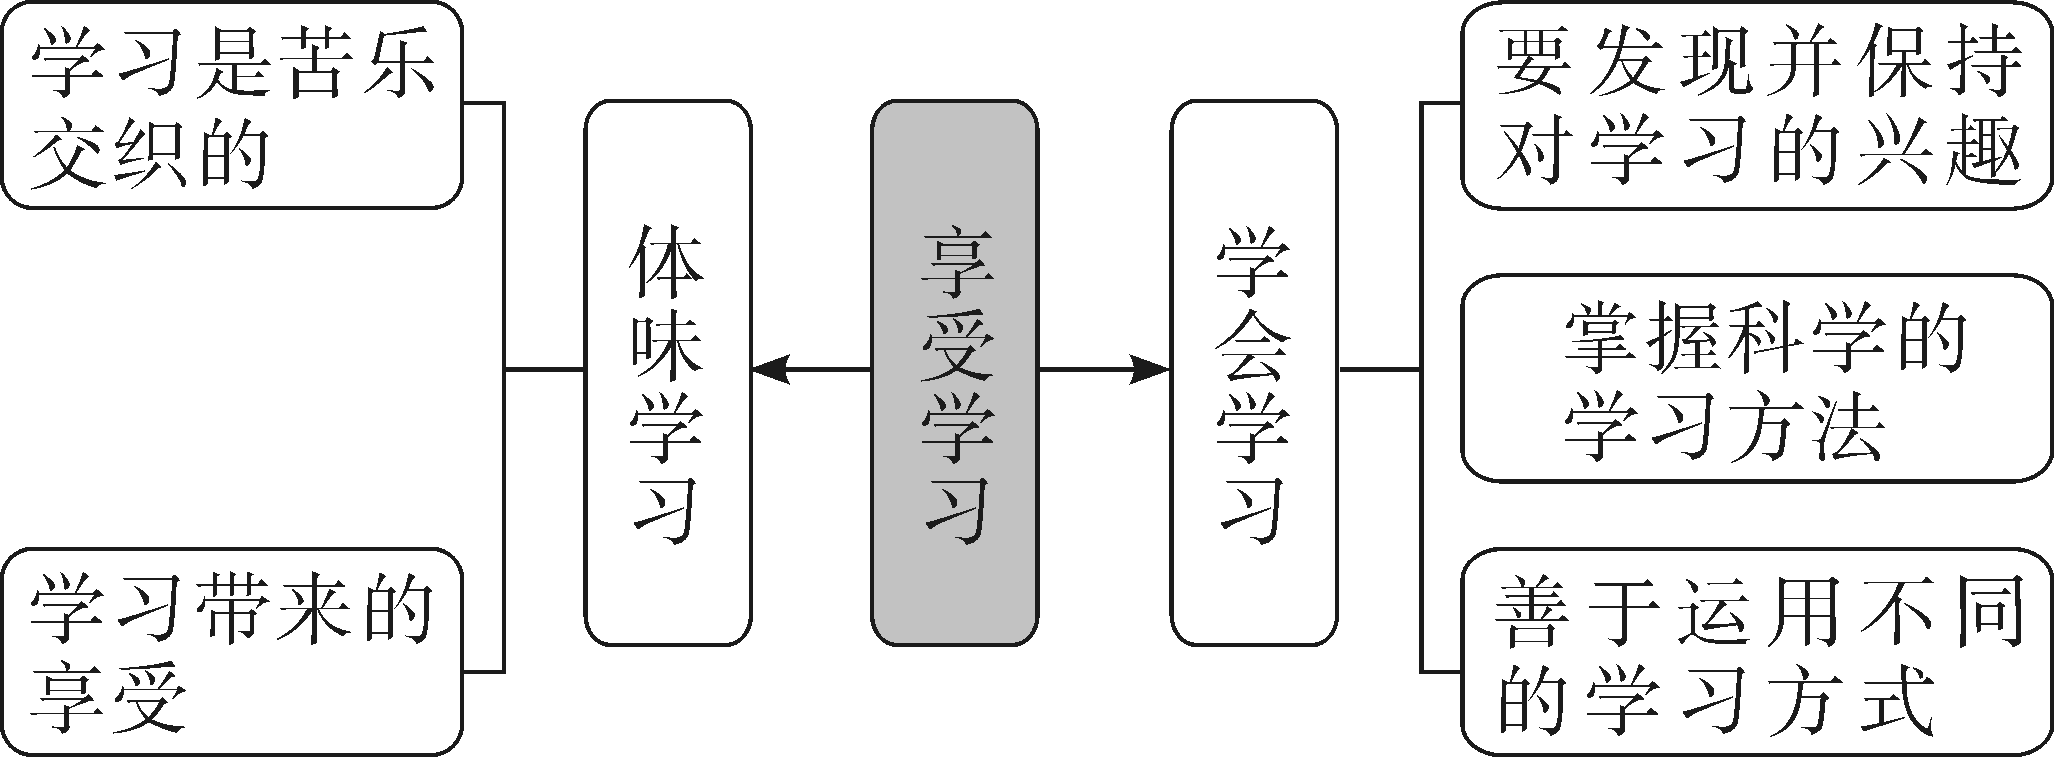 学习是苦乐
交织的
学习带来的
享受
体味学习
享受学习
学会学习
要发现并保持
对学习的兴趣
掌握科学的
学习方法
善于运用不同
的学习方式